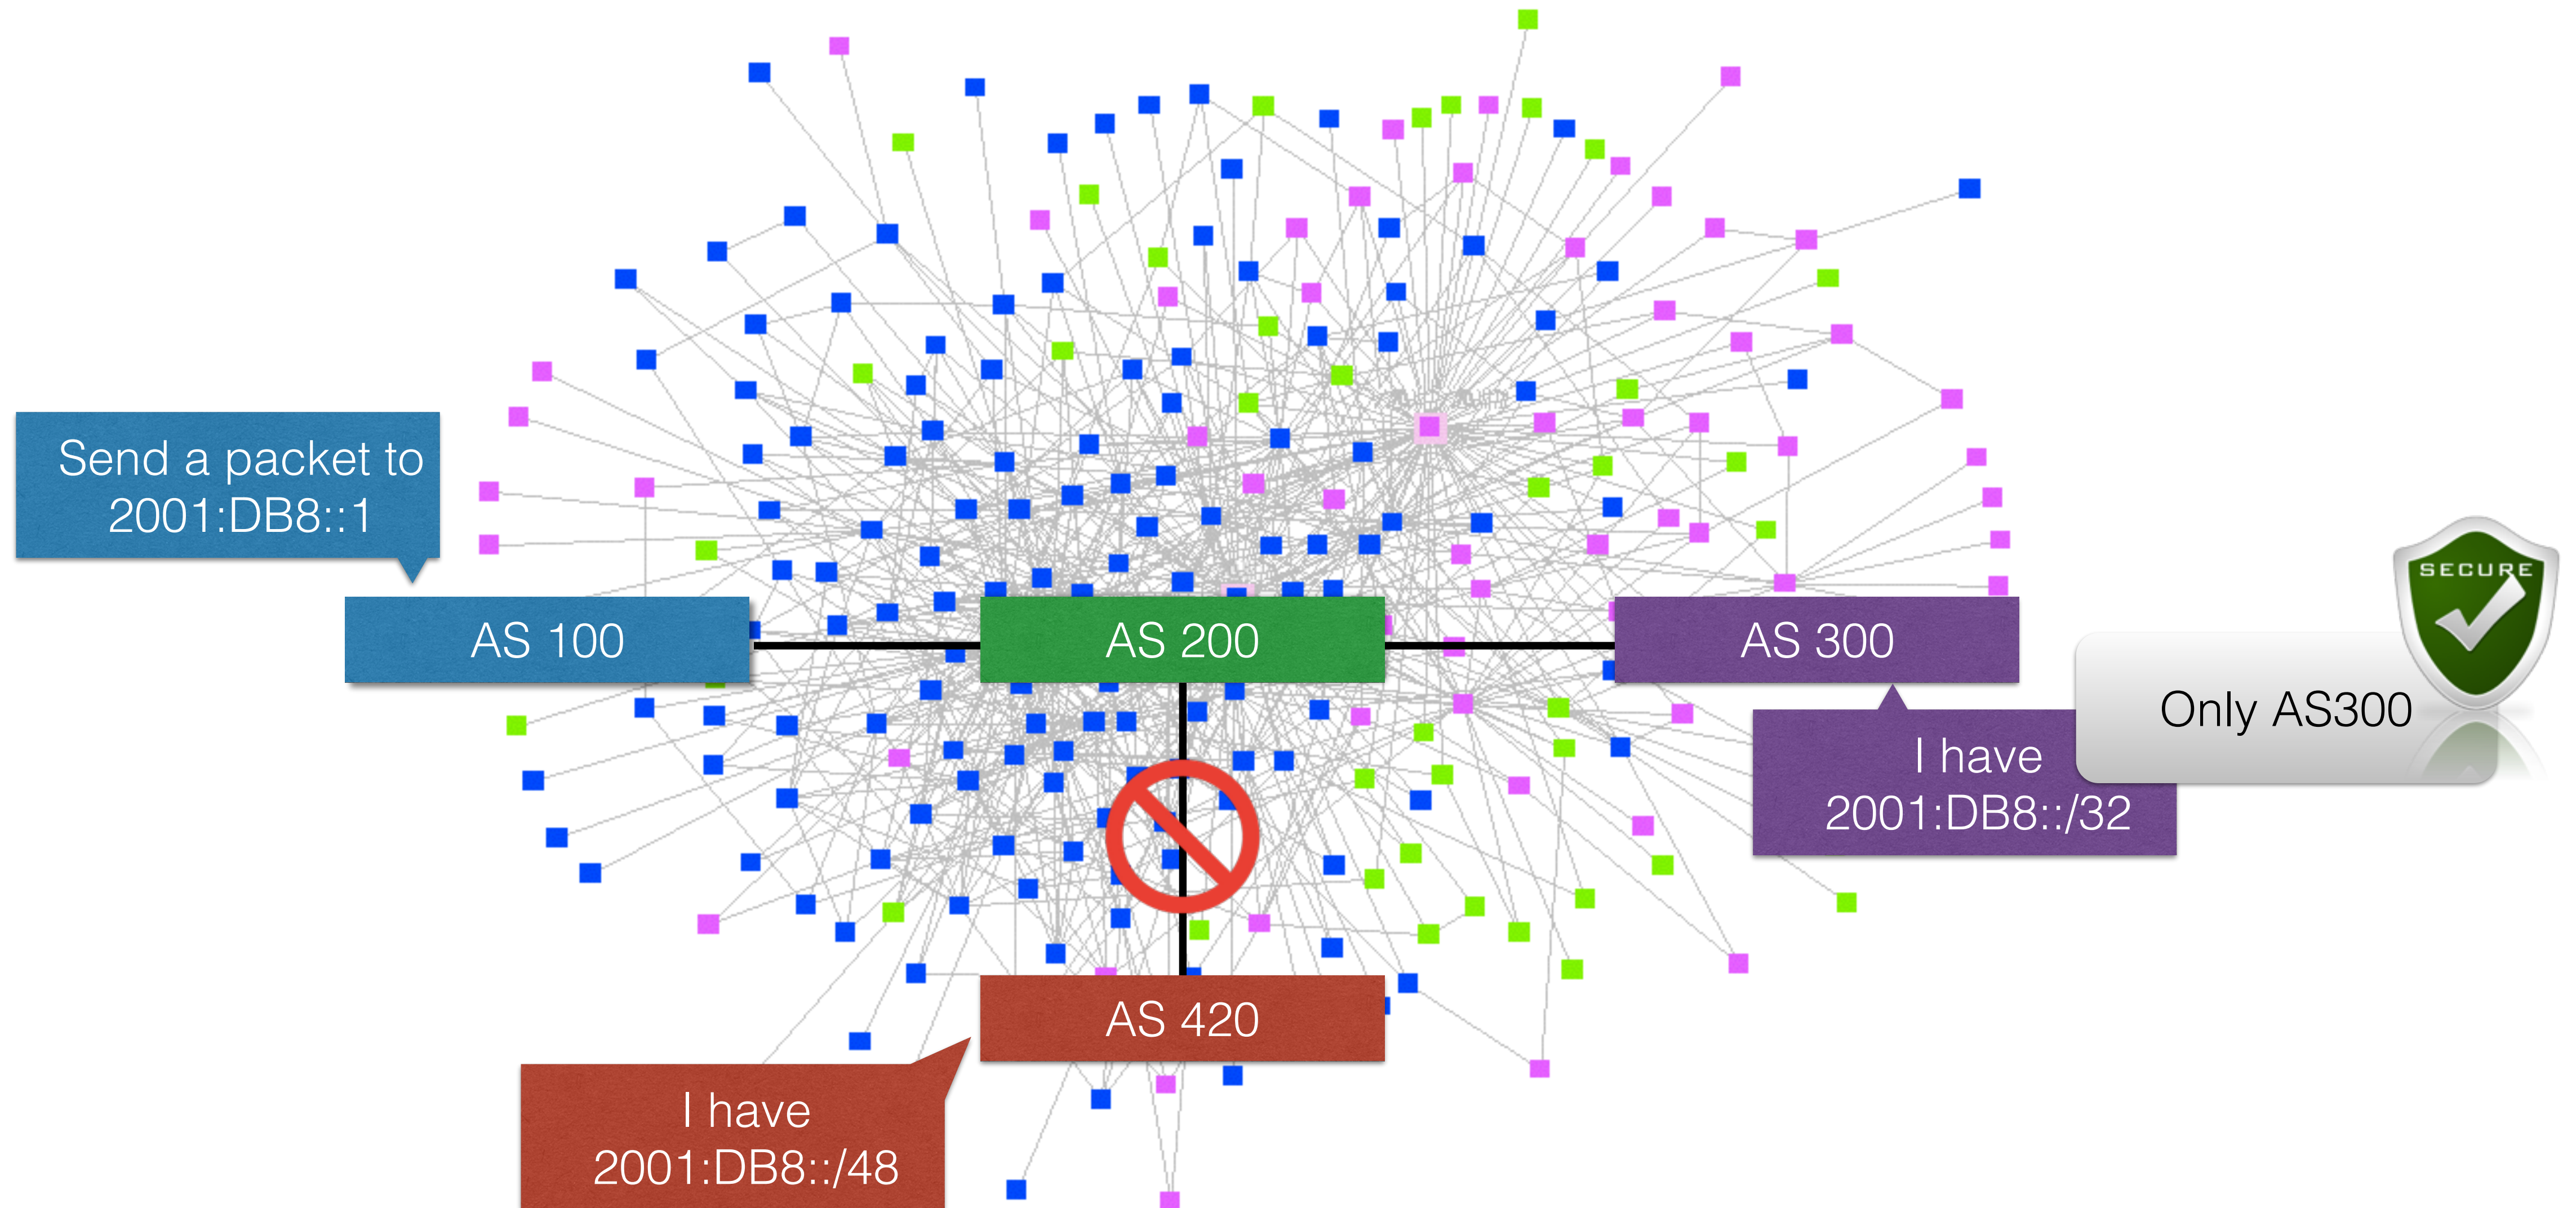 Send a packet to
2001:DB8::1
AS 100
AS 200
AS 300
SECURE
Only AS300
I have
2001:DB8::/32
AS 420
I have
2001:DB8::/48